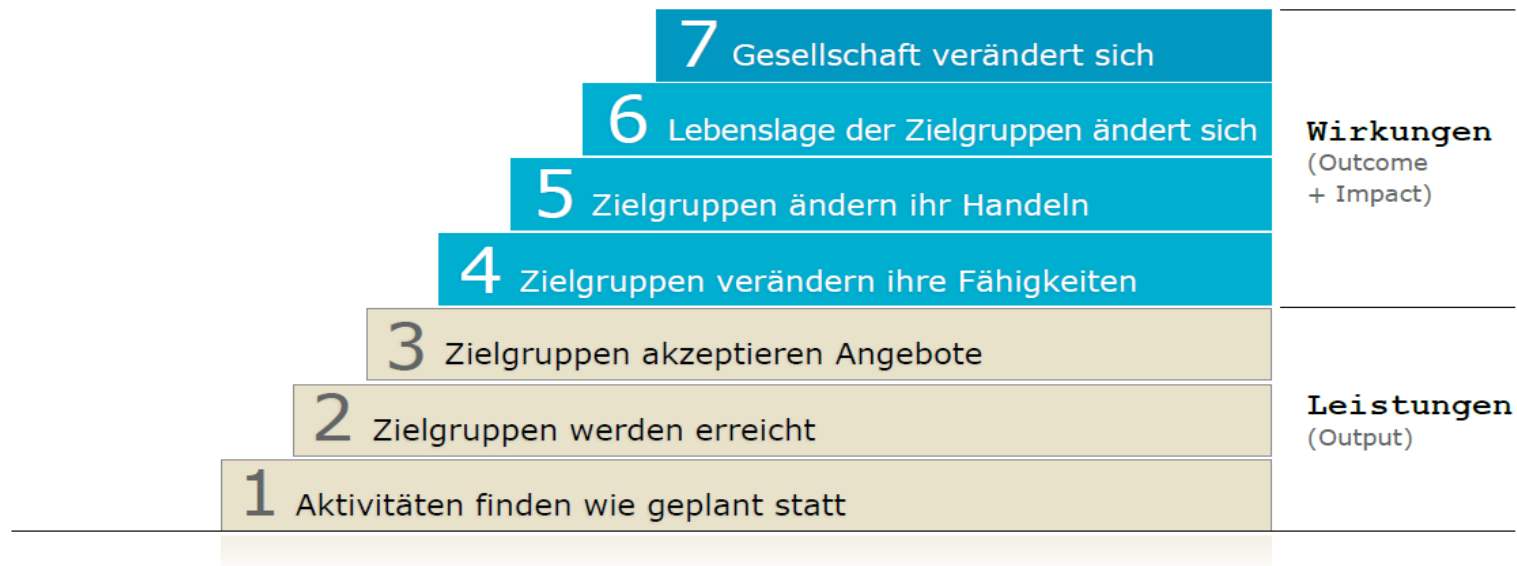 7 Gesellschaft verändert sich
6 Lebenslage der Zielgruppen ändert sich
5 Zielgruppen ändern ihr Handeln
4 Zielgruppen verändern ihre Fähigkeiten
3 Zielgruppen akzeptieren Angebote
2 Zielgruppen werden erreicht
1 Aktivitäten finden wie geplant statt
Wirkungen
(Outcome
+ Impact)
Leistungen
(Output)